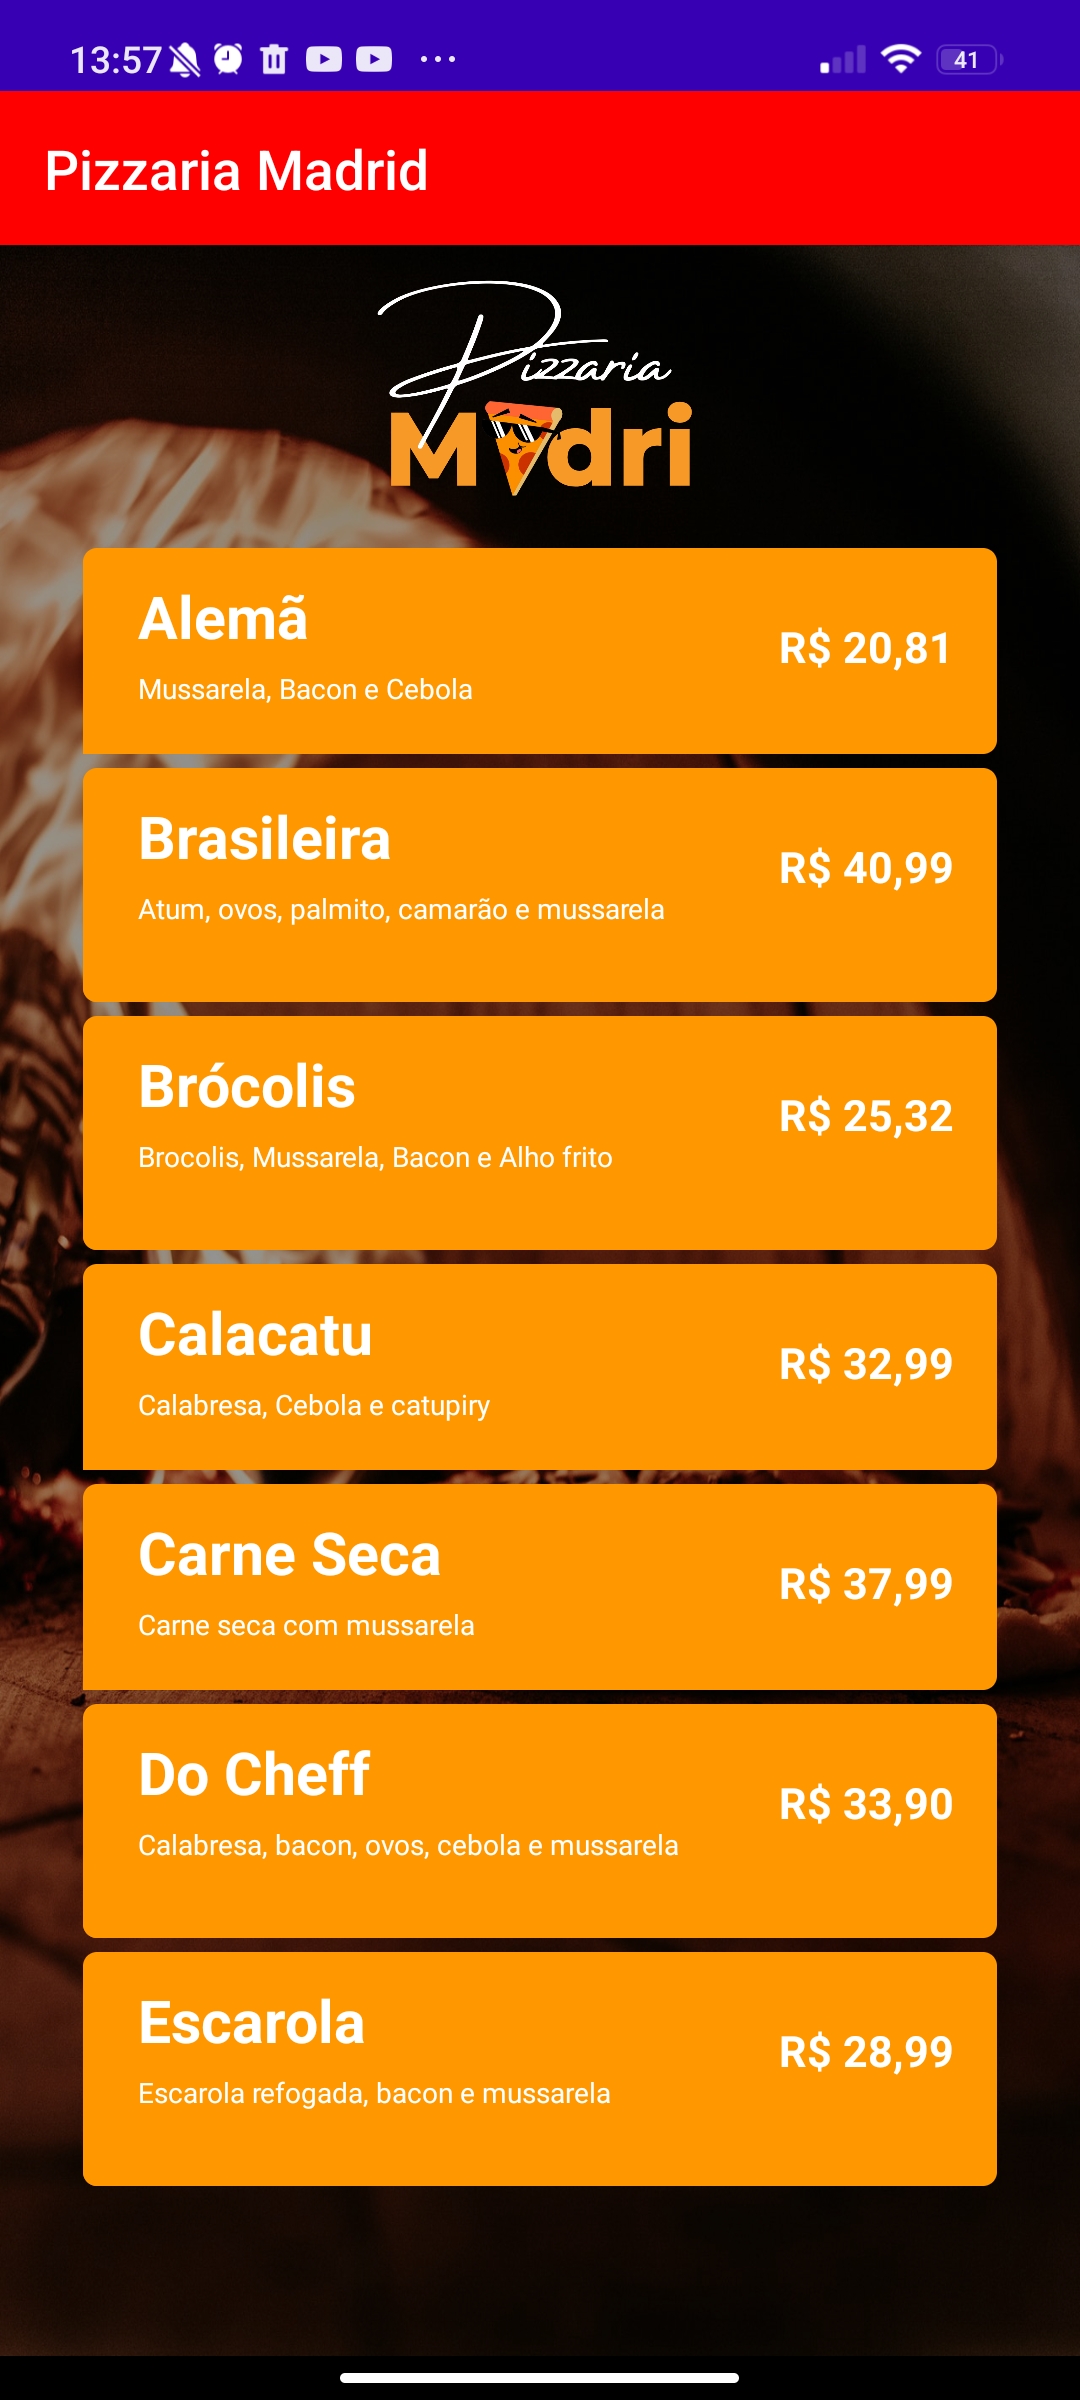 13:57
41
Pizzaria Madrid
Pizzaria
Madri
Alemã
R$ 20,81
Mussarela, Bacon e Cebola
Brasileira
R$ 40,99
Atum, ovos, palmito, camarão e mussarela
Brócolis
R$ 25,32
Brocolis, Mussarela, Bacon e Alho frito
Calacatu
R$ 32,99
Calabresa, Cebola e catupiry
Carne Seca
R$ 37,99
Carne seca com mussarela
Do Cheff
R$ 33,90
Calabresa, bacon, ovos, cebola e mussarela
Escarola
R$ 28,99
Escarola refogada, bacon e mussarela